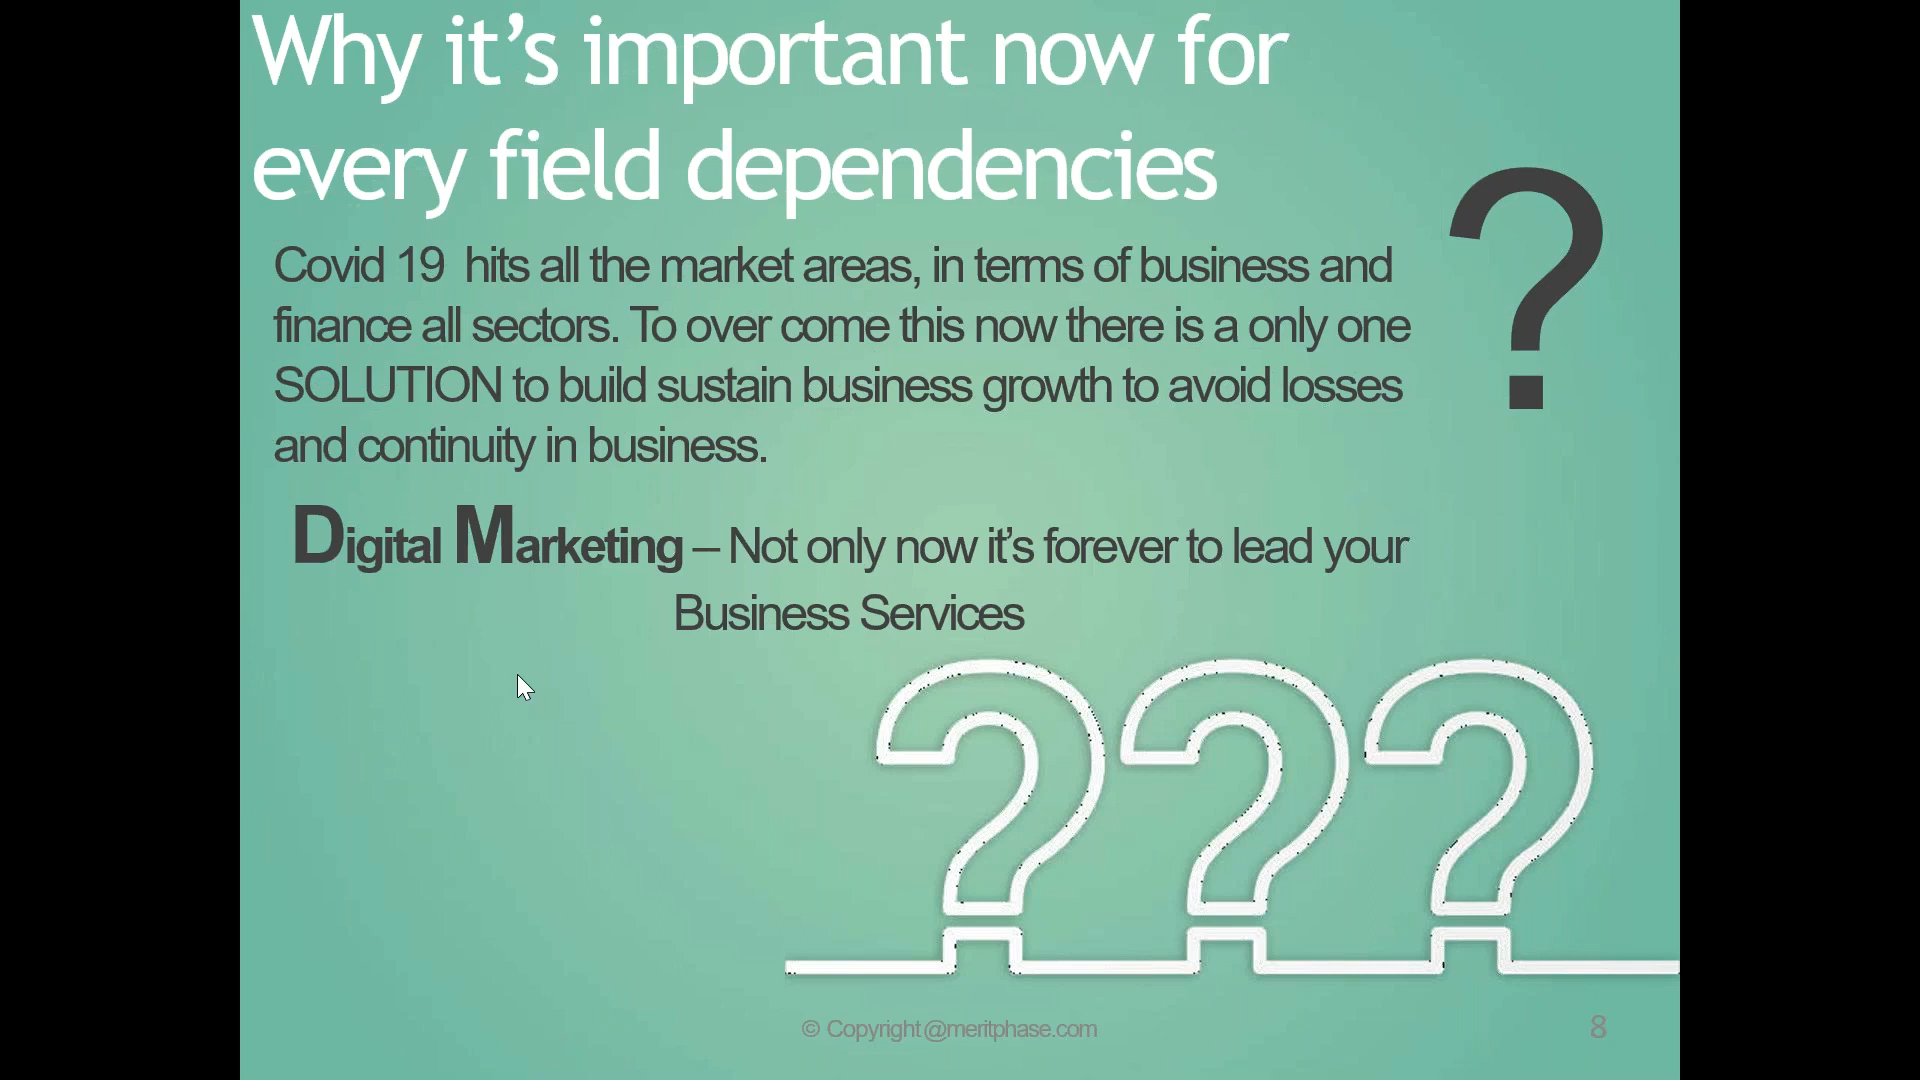 Why it’s important now for
every field dependencies
?
Covid 19  hits all the market areas, in terms of business and
finance all sectors. To over come this now there is a only one
SOLUTION to build sustain business growth to avoid losses
and continuity in business.
Digital Marketing – Not only now it’s forever to lead your
Business Services
???
© Copyright @meritphase.com
8